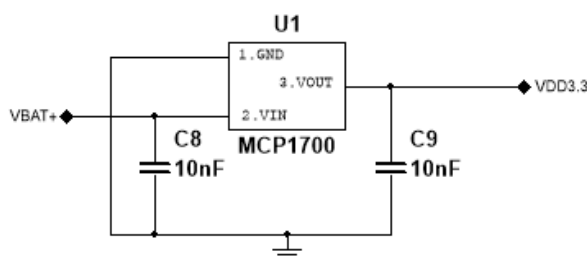 U1
1.GND
3.VOUT
VDD3.3
VBAT+
2.VIN
C8
10nF
MCP1700
C9
10nF